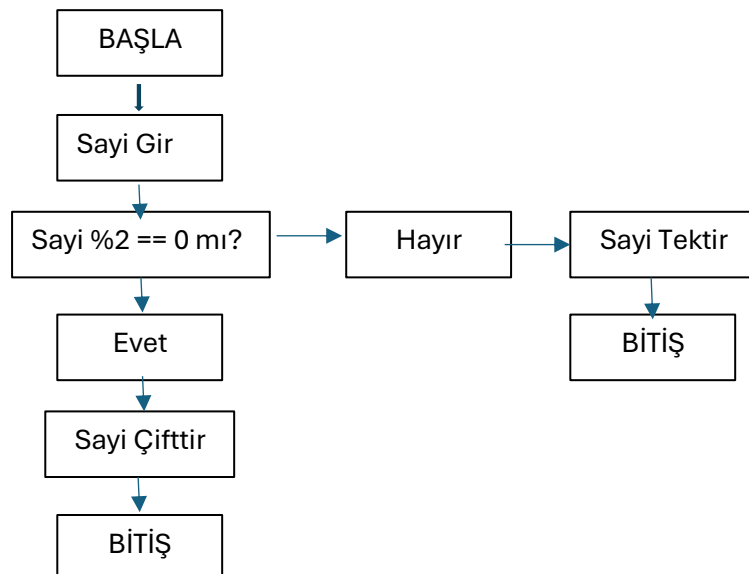 BAŞLA
Sayi Gir
Sayi %2 == 0 mı?
Hayır
Sayi Tektir
BİTİŞ
Evet
Sayi Çifttir
BİTİŞ